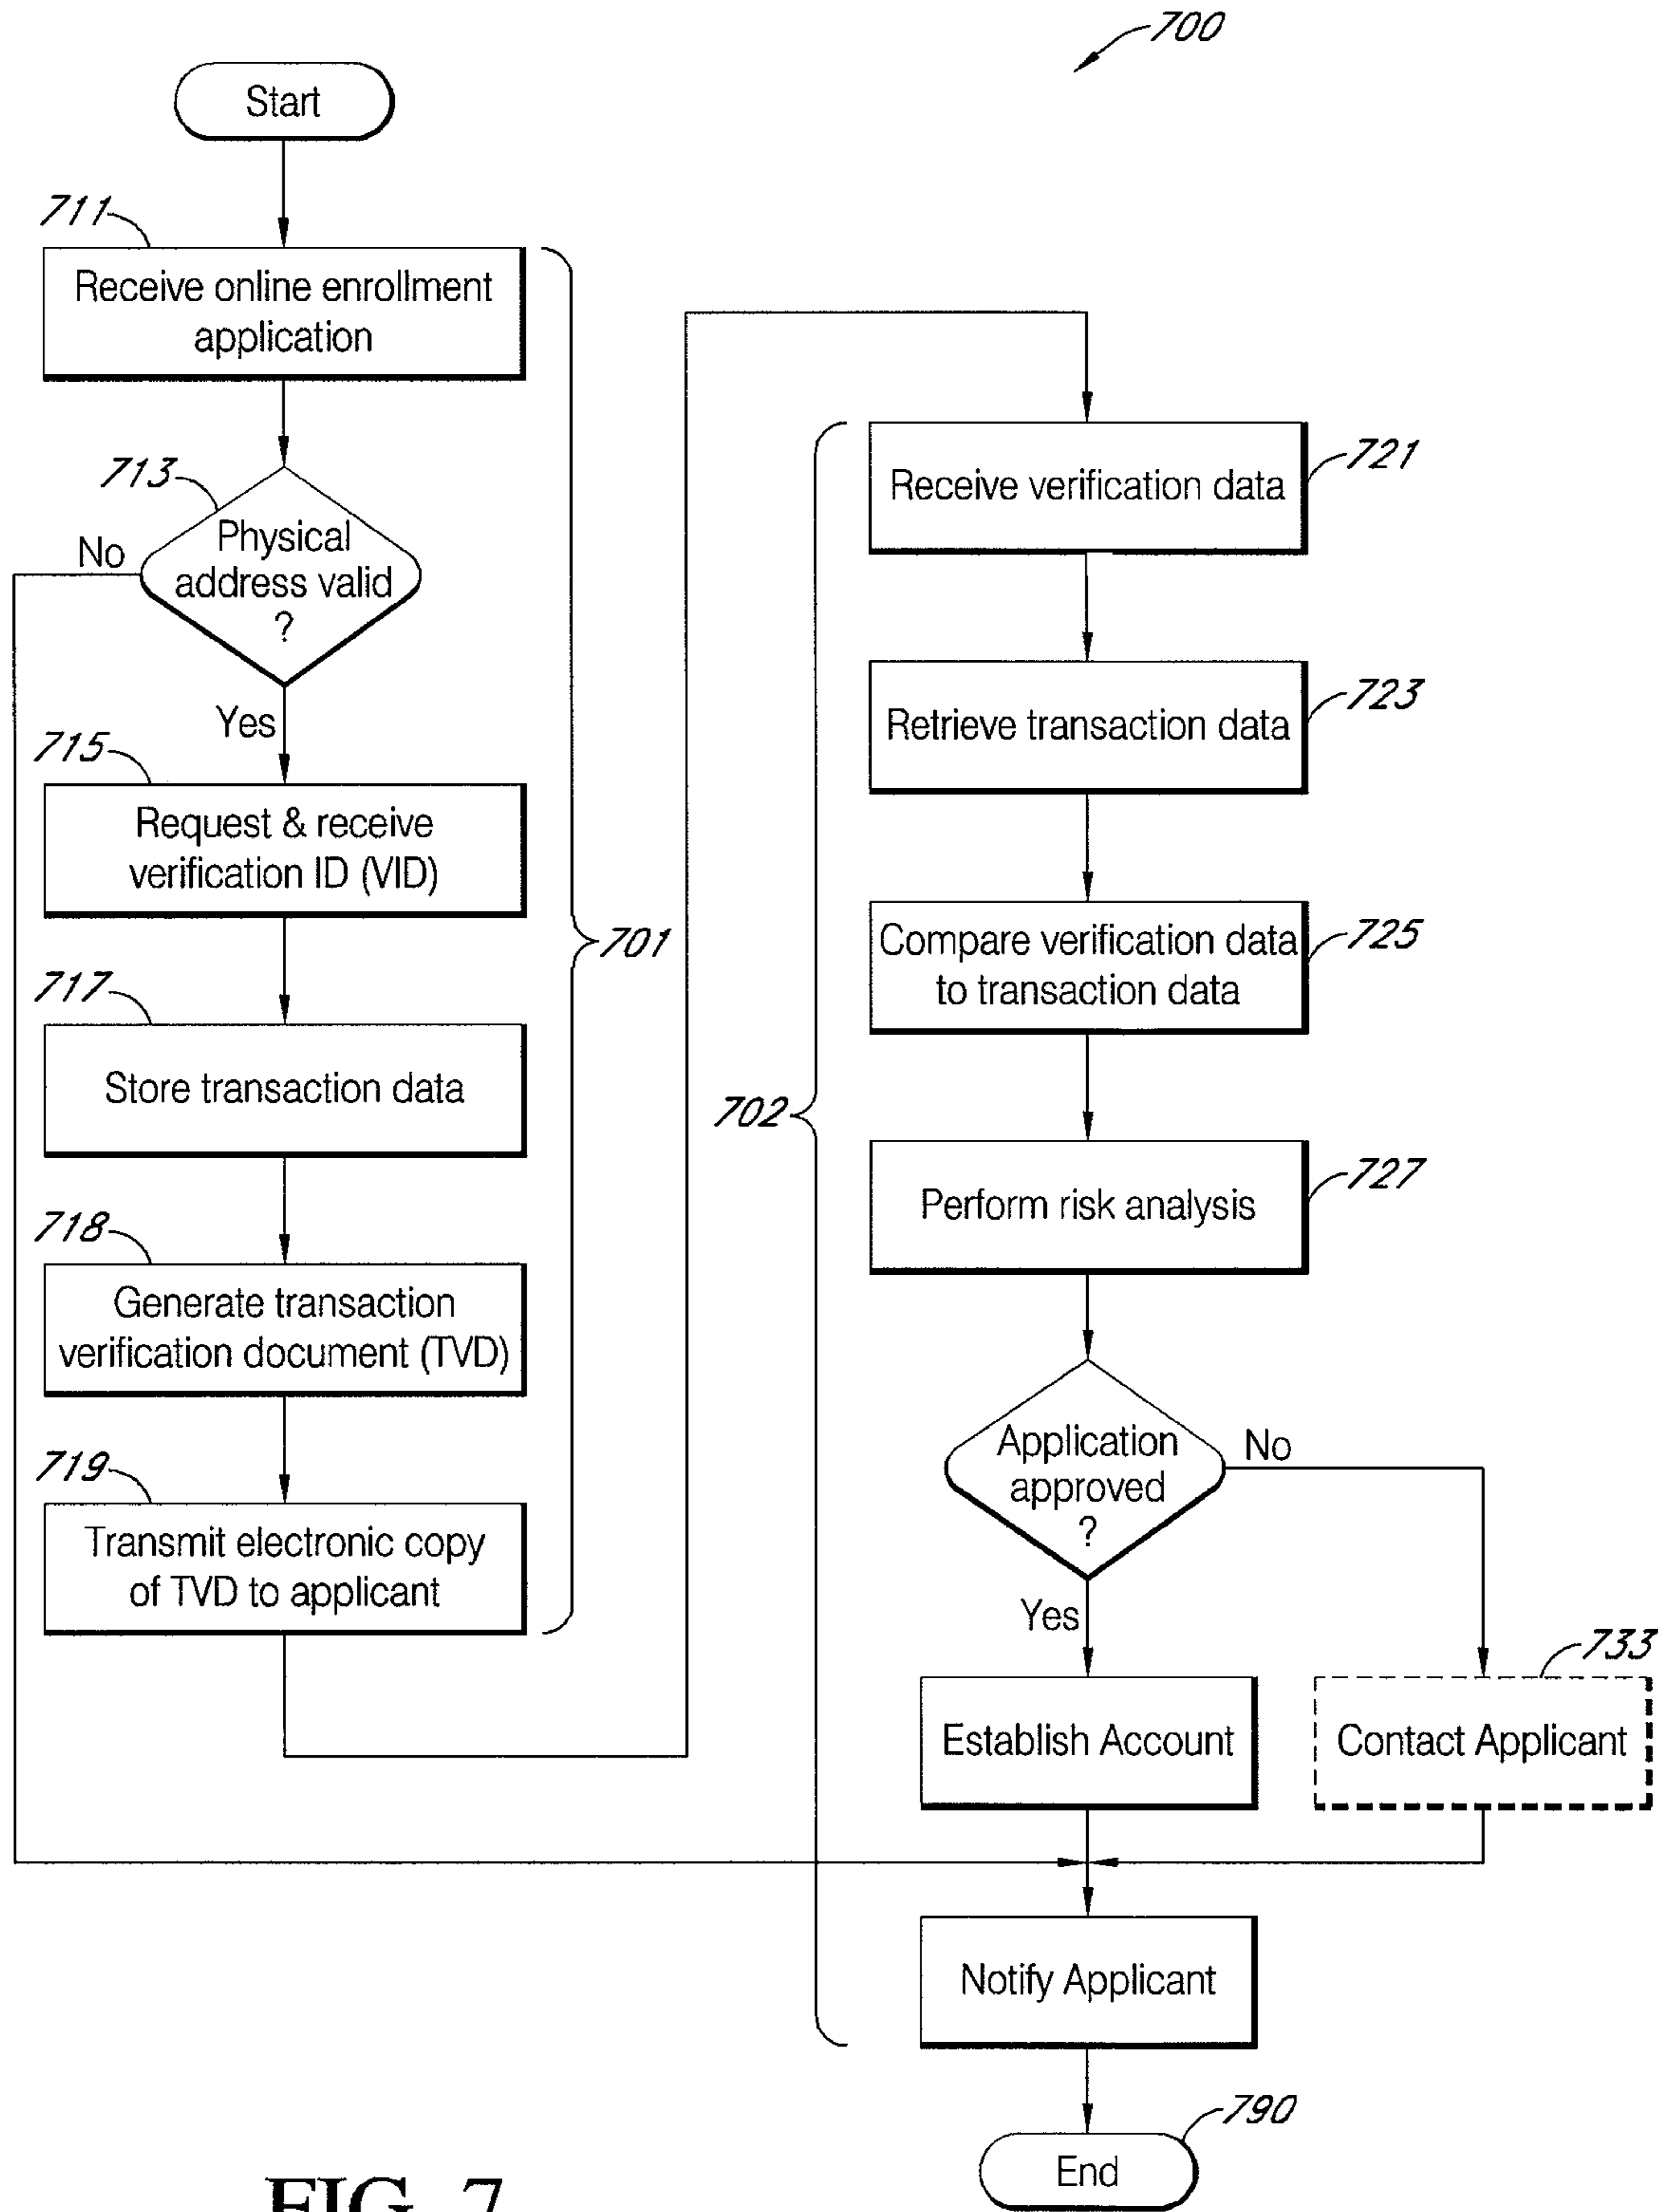 700
Start
711
Receive online enrollment
application
713
No
Physical
address valid
?
Yes
715
Request & receive
verification ID (VID)
701
717
Store transaction data
718
Generate transaction
verification document (TVD)
719
Transmit electronic copy
of TVD to applicant
721
Receive verification data
723
Retrieve transaction data
725
Compare verification data
to transaction data
702
727
Perform risk analysis
Application
approved
?
No
Yes
Establish Account
733
Contact Applicant
Notify Applicant
790
End
FIG. 7